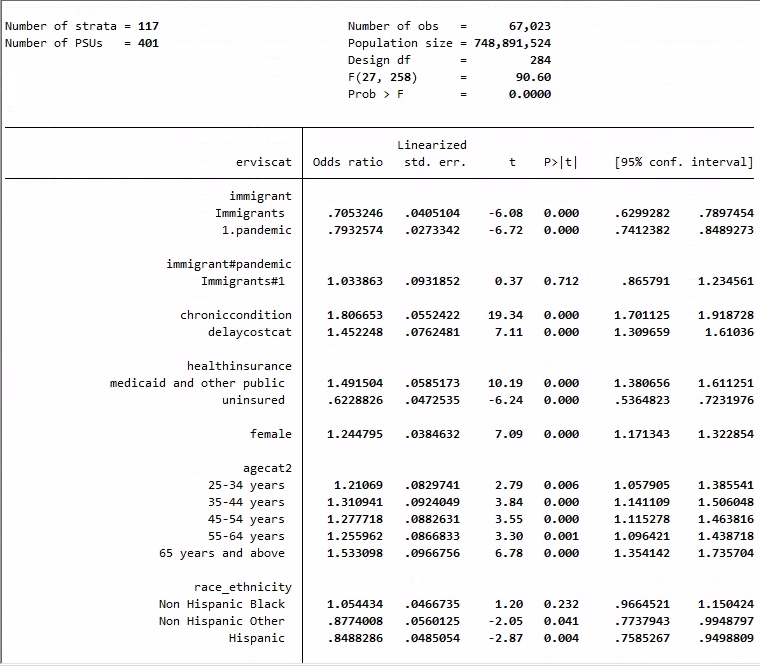 Number of strata = 117 Number of obs = 67,023
Number of PSUs = 401 Population size = 748,891,524
Design df = 284
F(27, 258) = 90.60
Prob > F = 0.0000
Linearized
erviscat Odds ratio std. err. t P>|t| [95% conf. interval]
immigrant
Immigrants .7053246 .0405104 -6.08 0.000 .6299282 .7897454
1.pandemic .7932574 .0273342 -6.72 0.000 .7412382 .8489273
immigrant#pandemic
Immigrants#1 1.033863 .0931852 0.37 0.712 .865791 1.234561
chroniccondition 1.806653 .0552422 19.34 0.000 1.701125 1.918728
delaycostcat 1.452248 .0762481 7.11 0.000 1.309659 1.61036
healthinsurance
medicaid and other public 1.491504 .0585173 10.19 0.000 1.380656 1.611251
uninsured .6228826 .0472535 -6.24 0.000 .5364823 .7231976
female 1.244795 .0384632 7.09 0.000 1.171343 1.322854
agecat2
25-34 years 1.21069 .0829741 2.79 0.006 1.057905 1.385541
35-44 years 1.310941 .0924049 3.84 0.000 1.141109 1.506048
45-54 years 1.277718 .0882631 3.55 0.000 1.115278 1.463816
55-64 years 1.255962 .0866833 3.30 0.001 1.096421 1.438718
65 years and above 1.533098 .0966756 6.78 0.000 1.354142 1.735704
race_ethnicity
Non Hispanic Black 1.054434 .0466735 1.20 0.232 .9664521 1.150424
Non Hispanic Other .8774008 .0560125 -2.05 0.041 .7737943 .9948797
Hispanic .8488286 .0485054 -2.87 0.004 .7585267 .9498809